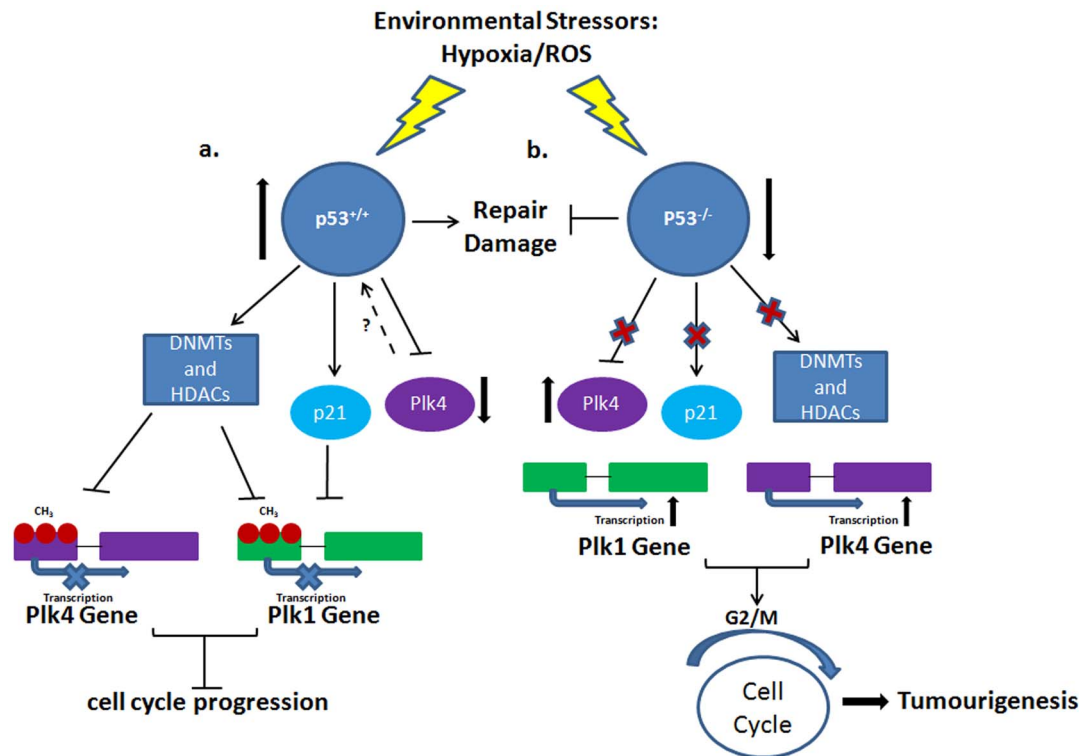 Environmental Stressors:
Hypoxia/ROS
a.
b.
p53+/+
Repair
Damage
P53-/-
?
DNMTs
and
HDACs
p21
Plk4
Plk4
p21
DNMTs
and
HDACs
CH3
CH3
Transcription
Plk4 Gene
Transcription
Plk1 Gene
Transcription
Plk1 Gene
Transcription
Plk4 Gene
cell cycle progression
G2/M
Cell
Cycle
Tumourigenesis